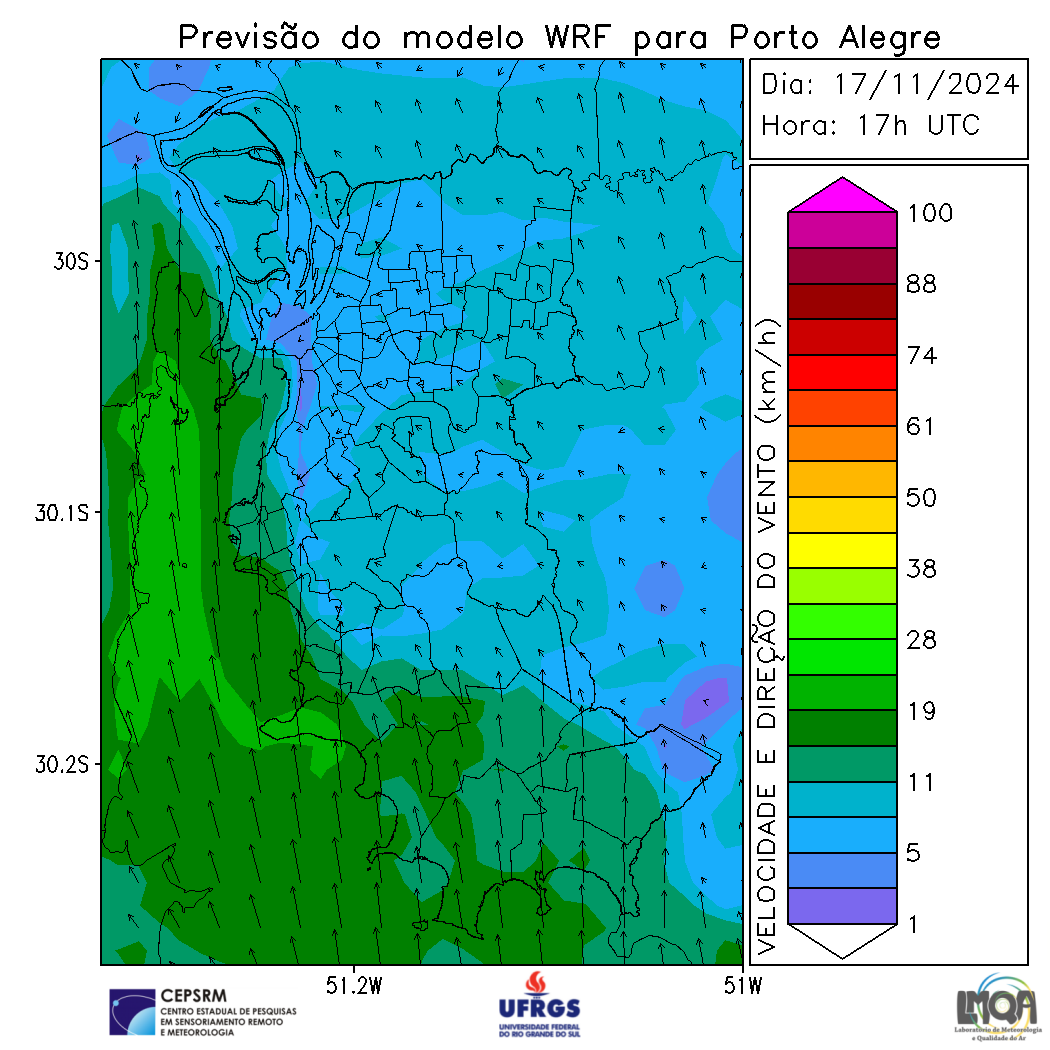 Previsão do modelo WRF para Porto Alegre
Dia: 17/11/2024
Hora: 17h UTC
30S
30.1S
30.2S
51.2W
51W
VELOCIDADE E DIREÇÃO DO VENTO (km/h)
100
88
74
61
50
38
28
19
11
5
1
CEPSRM
CENTRO ESTADUAL DE PESQUISAS
EM SENSORIAMENTO REMOTO
E METEOROLOGIA
UFRGS
UNIVERSIDADE FEDERAL
DO RIO GRANDE DO SUL
LMQA
Laboratório de Meteorologia
e Qualidade do Ar